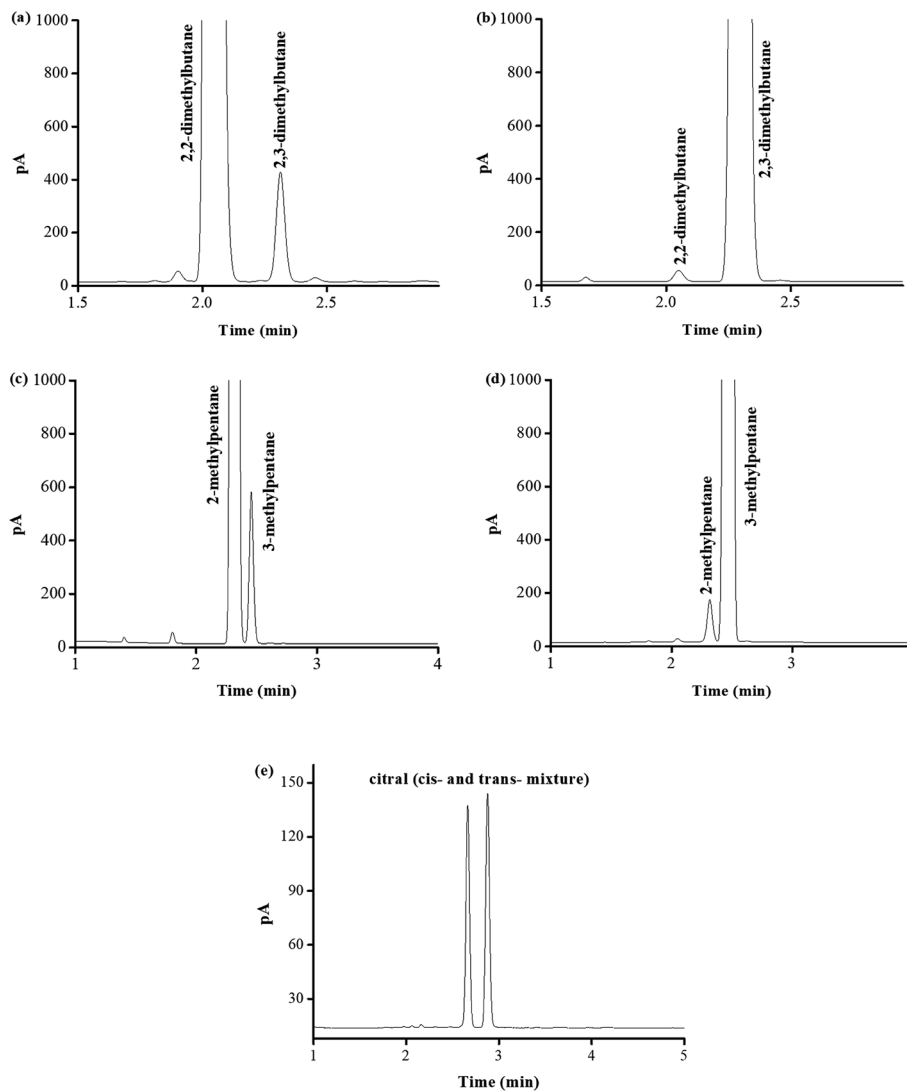 (a)
1000
800
600
400
200
0
pA
2,2-dimethylbutane
2,3-dimethylbutane
1.5 2.0 2.5
Time (min)
(b)
1000
800
600
400
200
0
pA
2,2-dimethylbutane
2,3-dimethylbutane
1.5 2.0 2.5
Time (min)
(c)
1000
800
600
400
200
0
pA
2-methylpentane
3-methylpentane
1 2 3 4
Time (min)
(d)
1000
800
600
400
200
0
pA
2-methylpentane
3-methylpentane
1 2 3
Time (min)
(e)
citral (cis- and trans- mixture)
150
120
90
60
30
pA
1 2 3 4 5
Time (min)